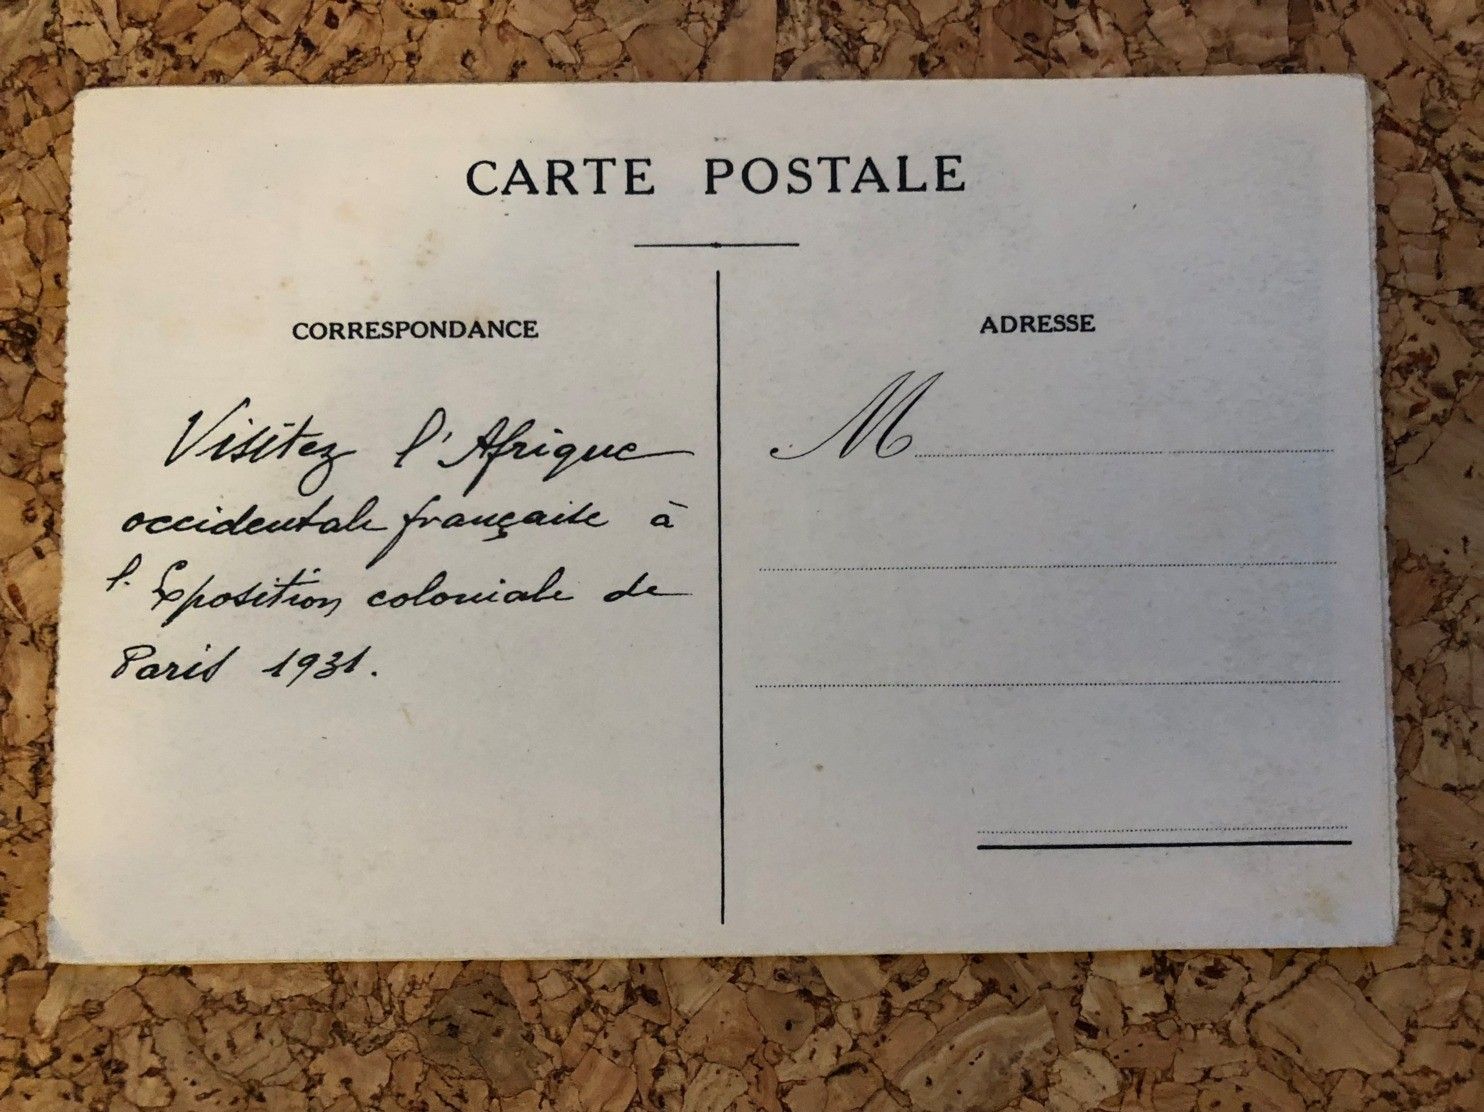 CARTE POSTALE
CORRESPONDANCE
Visitez l'Afrique
occidentale française à
l'Exposition coloniale de
Paris 1931.
ADRESSE
M